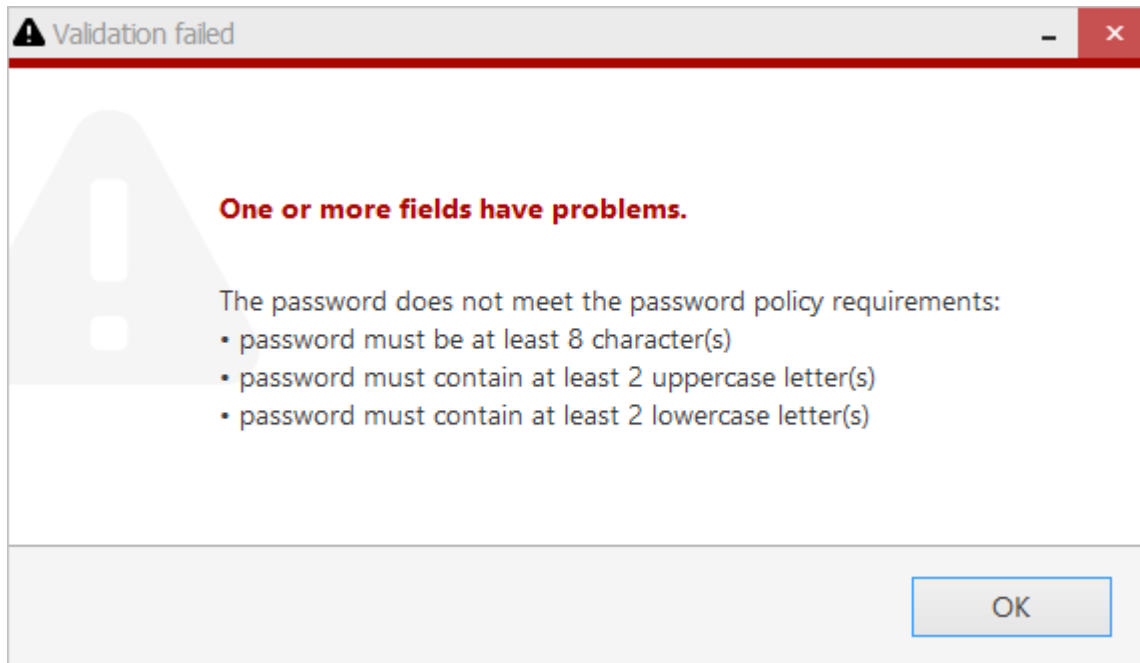 Validation failed
One or more fields have problems.
The password does not meet the password policy requirements:
• password must be at least 8 character(s)
• password must contain at least 2 uppercase letter(s)
• password must contain at least 2 lowercase letter(s)
OK